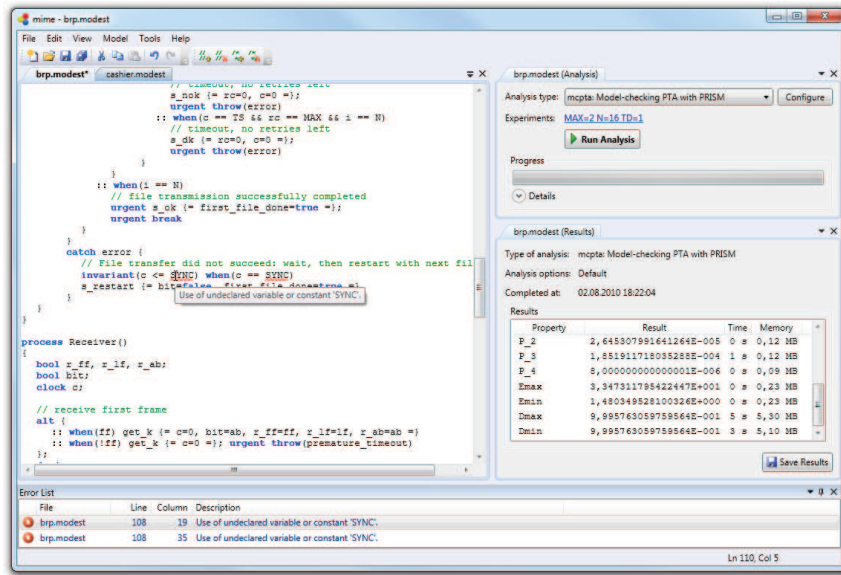 mime - brp.modest
File Edit View Model Tools Help
brp.modest* cashier.modest
// timeout, no retries left
s_nok {= rc=0, c=0 =};
urgent throw(error)
:: when(c == TS && rc == MAX && i == N)
// timeout, no retries left
s_dk {= rc=0, c=0 =};
urgent throw(error)
}
}
:: when(i == N)
// file transmission successfully completed
urgent s_ok {= first_file_done=true =};
urgent break
}
}
catch error {
// File transfer did not succeed: wait, then restart with next fil
invariant(c <= SYNC) when(c == SYNC)
s_restart {= bit=false, first_file_done=true =}
Use of undeclared variable or constant 'SYNC'.
}
}
}
process Receiver()
{
bool r_ff, r_lf, r_ab;
bool bit;
clock c;
// receive first frame
alt {
:: when(ff) get_k {= c=0, bit=ab, r_ff=ff, r_lf=lf, r_ab=ab =}
:: when(!ff) get_k {= c=0 =}; urgent throw(premature_timeout)
};
brp.modest (Analysis)
Analysis type: mcpta: Model-checking PTA with PRISM Configure
Experiments: MAX=2 N=16 TD=1
Run Analysis
Progress
Details
brp.modest (Results)
Type of analysis: mcpta: Model-checking PTA with PRISM
Analysis options: Default
Completed at: 02.08.2010 18:22:04
Results
Property Result Time Memory
P_2 2,645307991641264E-005 0 s 0,12 MB
P_3 1,851911718035288E-004 1 s 0,12 MB
P_4 8,000000000000001E-006 0 s 0,09 MB
Emax 3,347311795422447E+001 0 s 0,23 MB
Emin 1,480349528100326E+000 0 s 0,23 MB
Dmax 9,995763059759564E-001 5 s 5,30 MB
Dmin 9,995763059759564E-001 3 s 5,10 MB
Save Results
Error List
File Line Column Description
brp.modest 108 19 Use of undeclared variable or constant 'SYNC'.
brp.modest 108 35 Use of undeclared variable or constant 'SYNC'.
Ln 110, Col 5